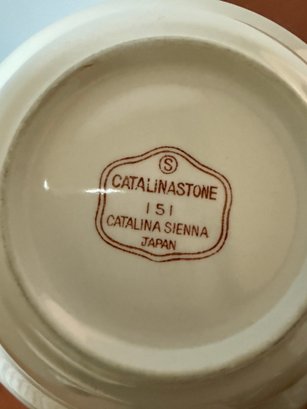 S
CATALINASTONE
151
CATALINA SIENNA
JAPAN